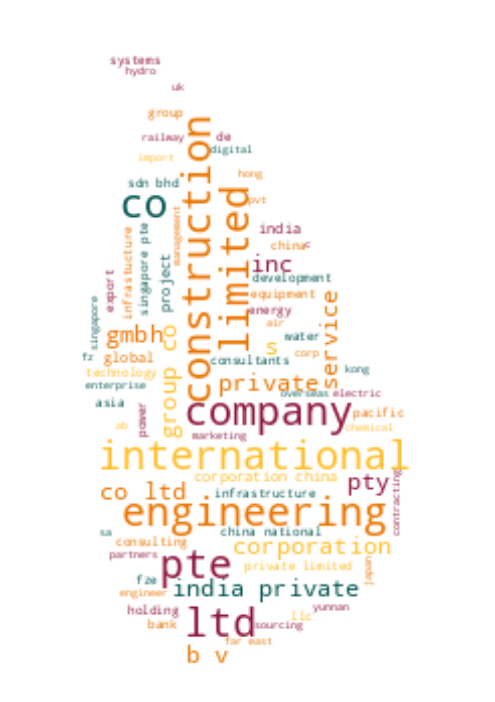 systems
hydro
uk
group
railway
de
digital
import
hong
sdn bhd
co
pvt
construction
limited
management
infrastucture
singapore pte
india
china
c
inc
project
export
development
equipment
energy
singapore
service
air
gmbh
water
s
corp
fz
global
group co
consultants
kong
technology
private
enterprise
overseas
electric
asia
power
company
pacific
ab
chemical
marketing
international
corporation china
pty
co ltd
infrastructure
contracting
engineering
sa
china national
consulting
corporation
partners
pte
private limited
japan
fze
india private
engineer
holding
ltd
yunnan
llc
bank
sourcing
far east
b v